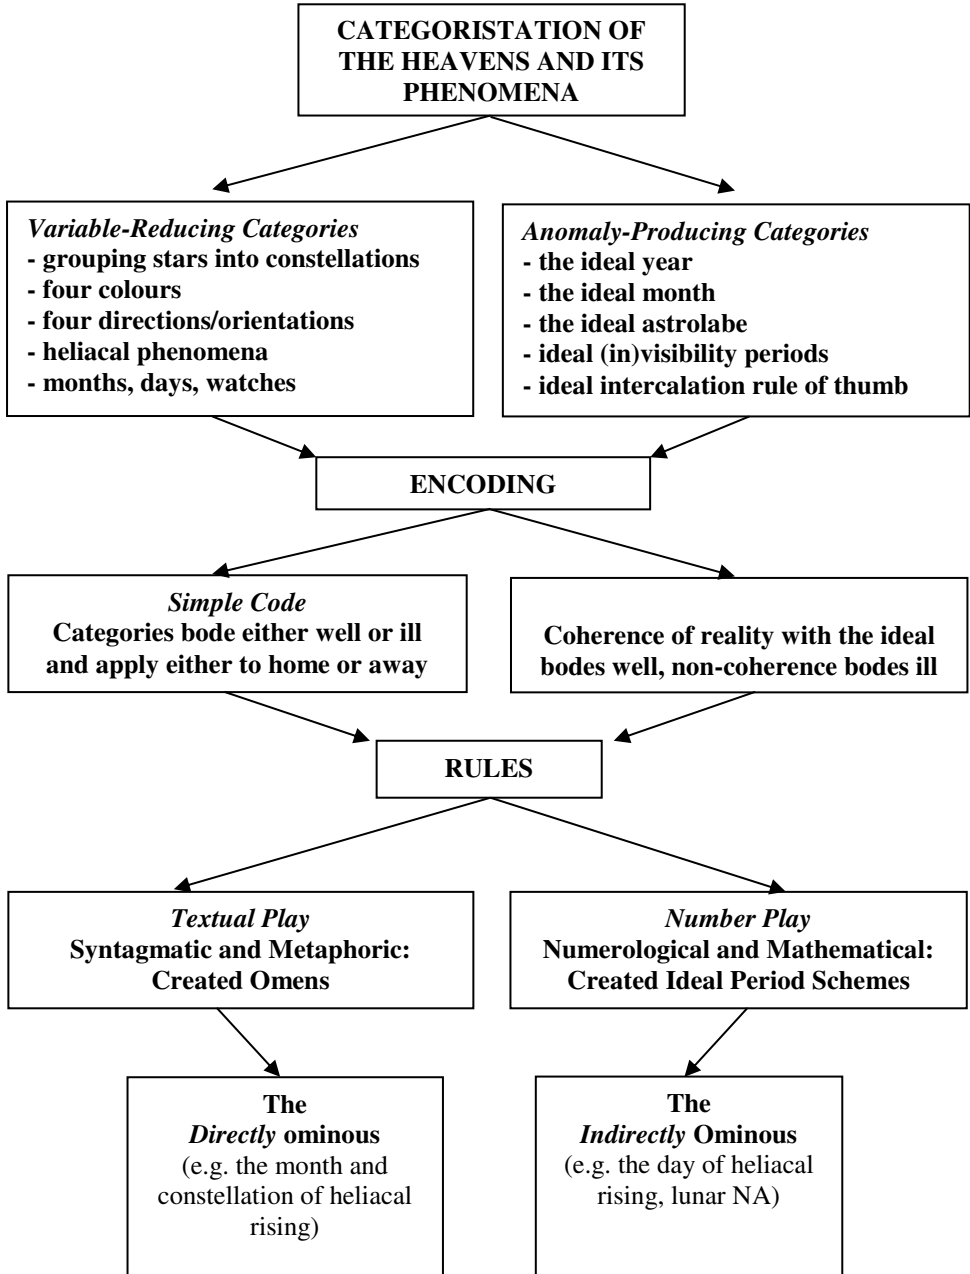 CATEGORISTATION OF
THE HEAVENS AND ITS
PHENOMENA
Variable-Reducing Categories
- grouping stars into constellations
- four colours
- four directions/orientations
- heliacal phenomena
- months, days, watches
Anomaly-Producing Categories
- the ideal year
- the ideal month
- the ideal astrolabe
- ideal (in)visibility periods
- ideal intercalation rule of thumb
ENCODING
Simple Code
Categories bode either well or ill
and apply either to home or away
Coherence of reality with the ideal
bodes well, non-coherence bodes ill
RULES
Textual Play
Syntagmatic and Metaphoric:
Created Omens
Number Play
Numerological and Mathematical:
Created Ideal Period Schemes
The
Directly ominous
(e.g. the month and
constellation of heliacal
rising)
The
Indirectly Ominous
(e.g. the day of heliacal
rising, lunar NA)